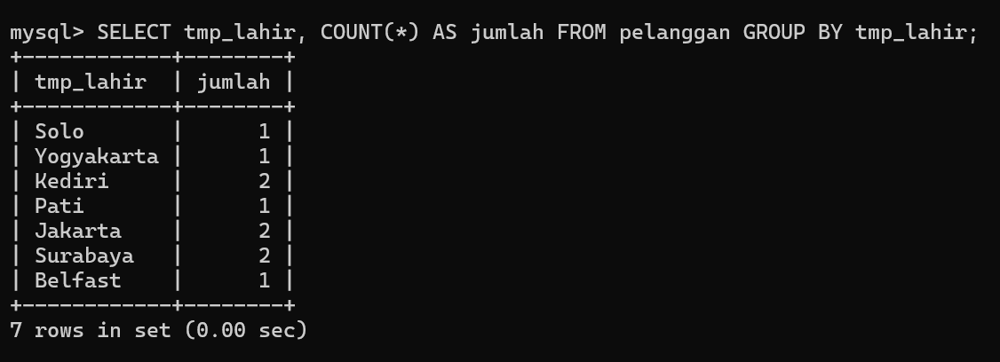 mysql> SELECT tmp_lahir, COUNT(*) AS jumlah FROM pelanggan GROUP BY tmp_lahir;
+------------+--------+
| tmp_lahir  | jumlah |
+------------+--------+
| Solo       |      1 |
| Yogyakarta |      1 |
| Kediri     |      2 |
| Pati       |      1 |
| Jakarta    |      2 |
| Surabaya   |      2 |
| Belfast    |      1 |
+------------+--------+
7 rows in set (0.00 sec)